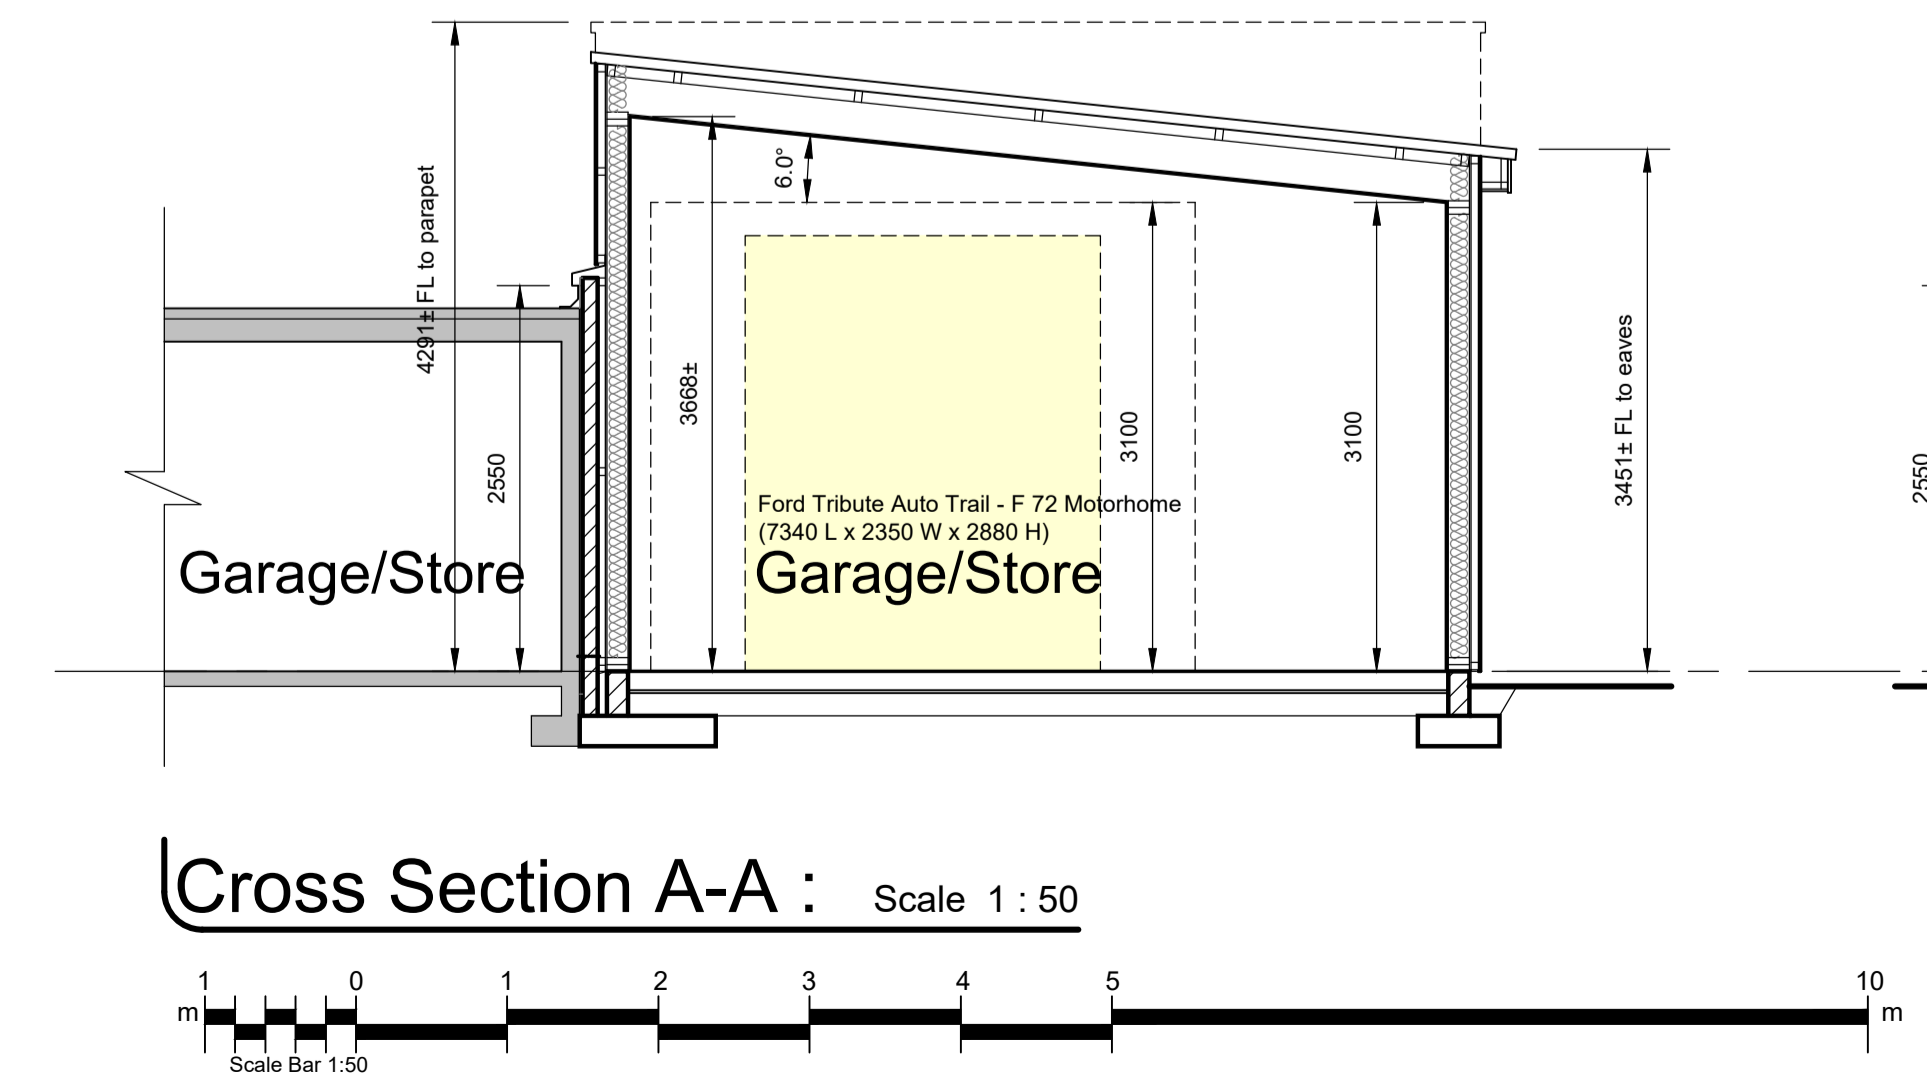 4291± FL to parapet
6.0°
2550
3668±
3100
3100
3451± FL to eaves
2550
Ford Tribute Auto Trail - F 72 Motorhome
(7340 L x 2350 W x 2880 H)
Garage/Store
Garage/Store
Cross Section A-A : Scale 1 : 50
1 0 1 2 3 4 5 10
m m
Scale Bar 1:50